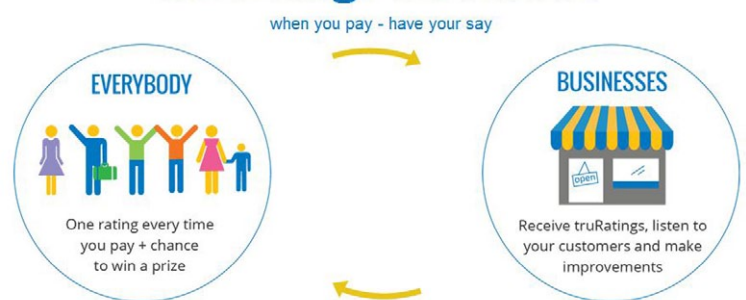 when you pay - have your say
EVERYBODY
One rating every time
you pay + chance
to win a prize
BUSINESSES
open
Receive truRatings, listen to
your customers and make
improvements